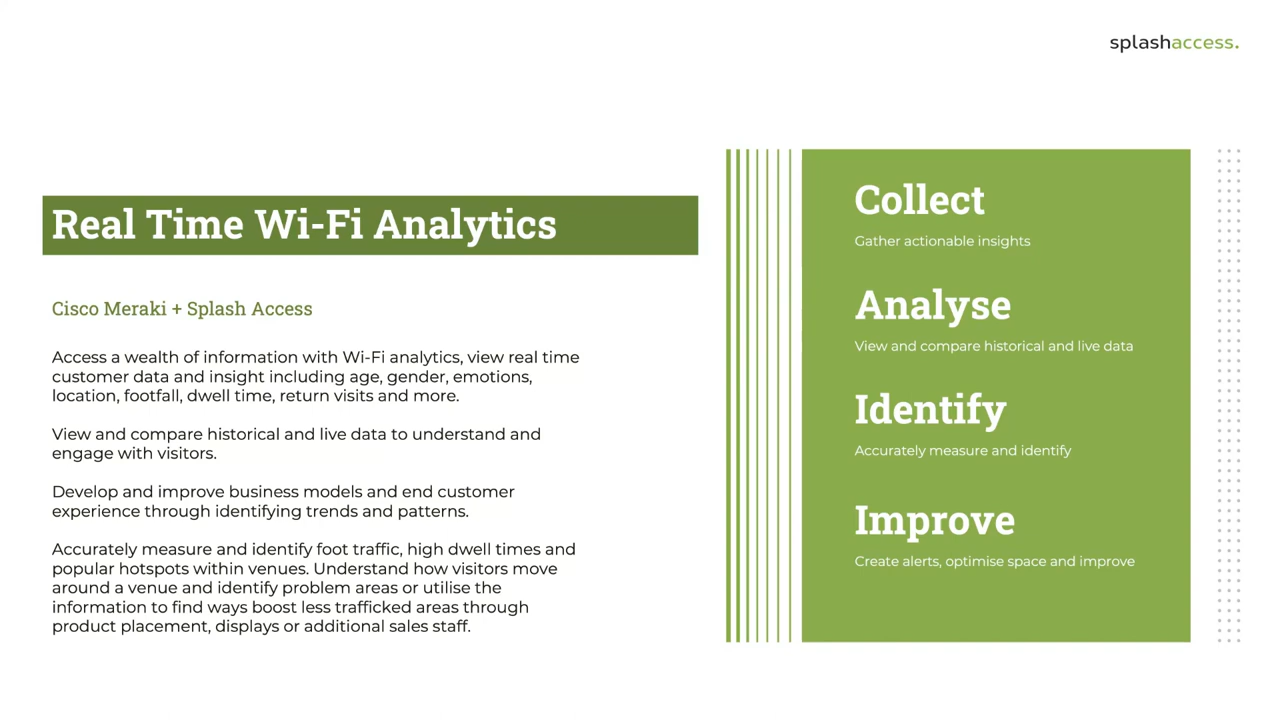 splashaccess.
Real Time Wi-Fi Analytics
Cisco Meraki + Splash Access
Access a wealth of information with Wi-Fi analytics, view real time
customer data and insight including age, gender, emotions,
location, footfall, dwell time, return visits and more.
View and compare historical and live data to understand and
engage with visitors.
Develop and improve business models and end customer
experience through identifying trends and patterns.
Accurately measure and identify foot traffic, high dwell times and
popular hotspots within venues. Understand how visitors move
around a venue and identify problem areas or utilise the
information to find ways boost less trafficked areas through
product placement, displays or additional sales staff.
Collect
Gather actionable insights
Analyse
View and compare historical and live data
Identify
Accurately measure and identify
Improve
Create alerts, optimise space and improve